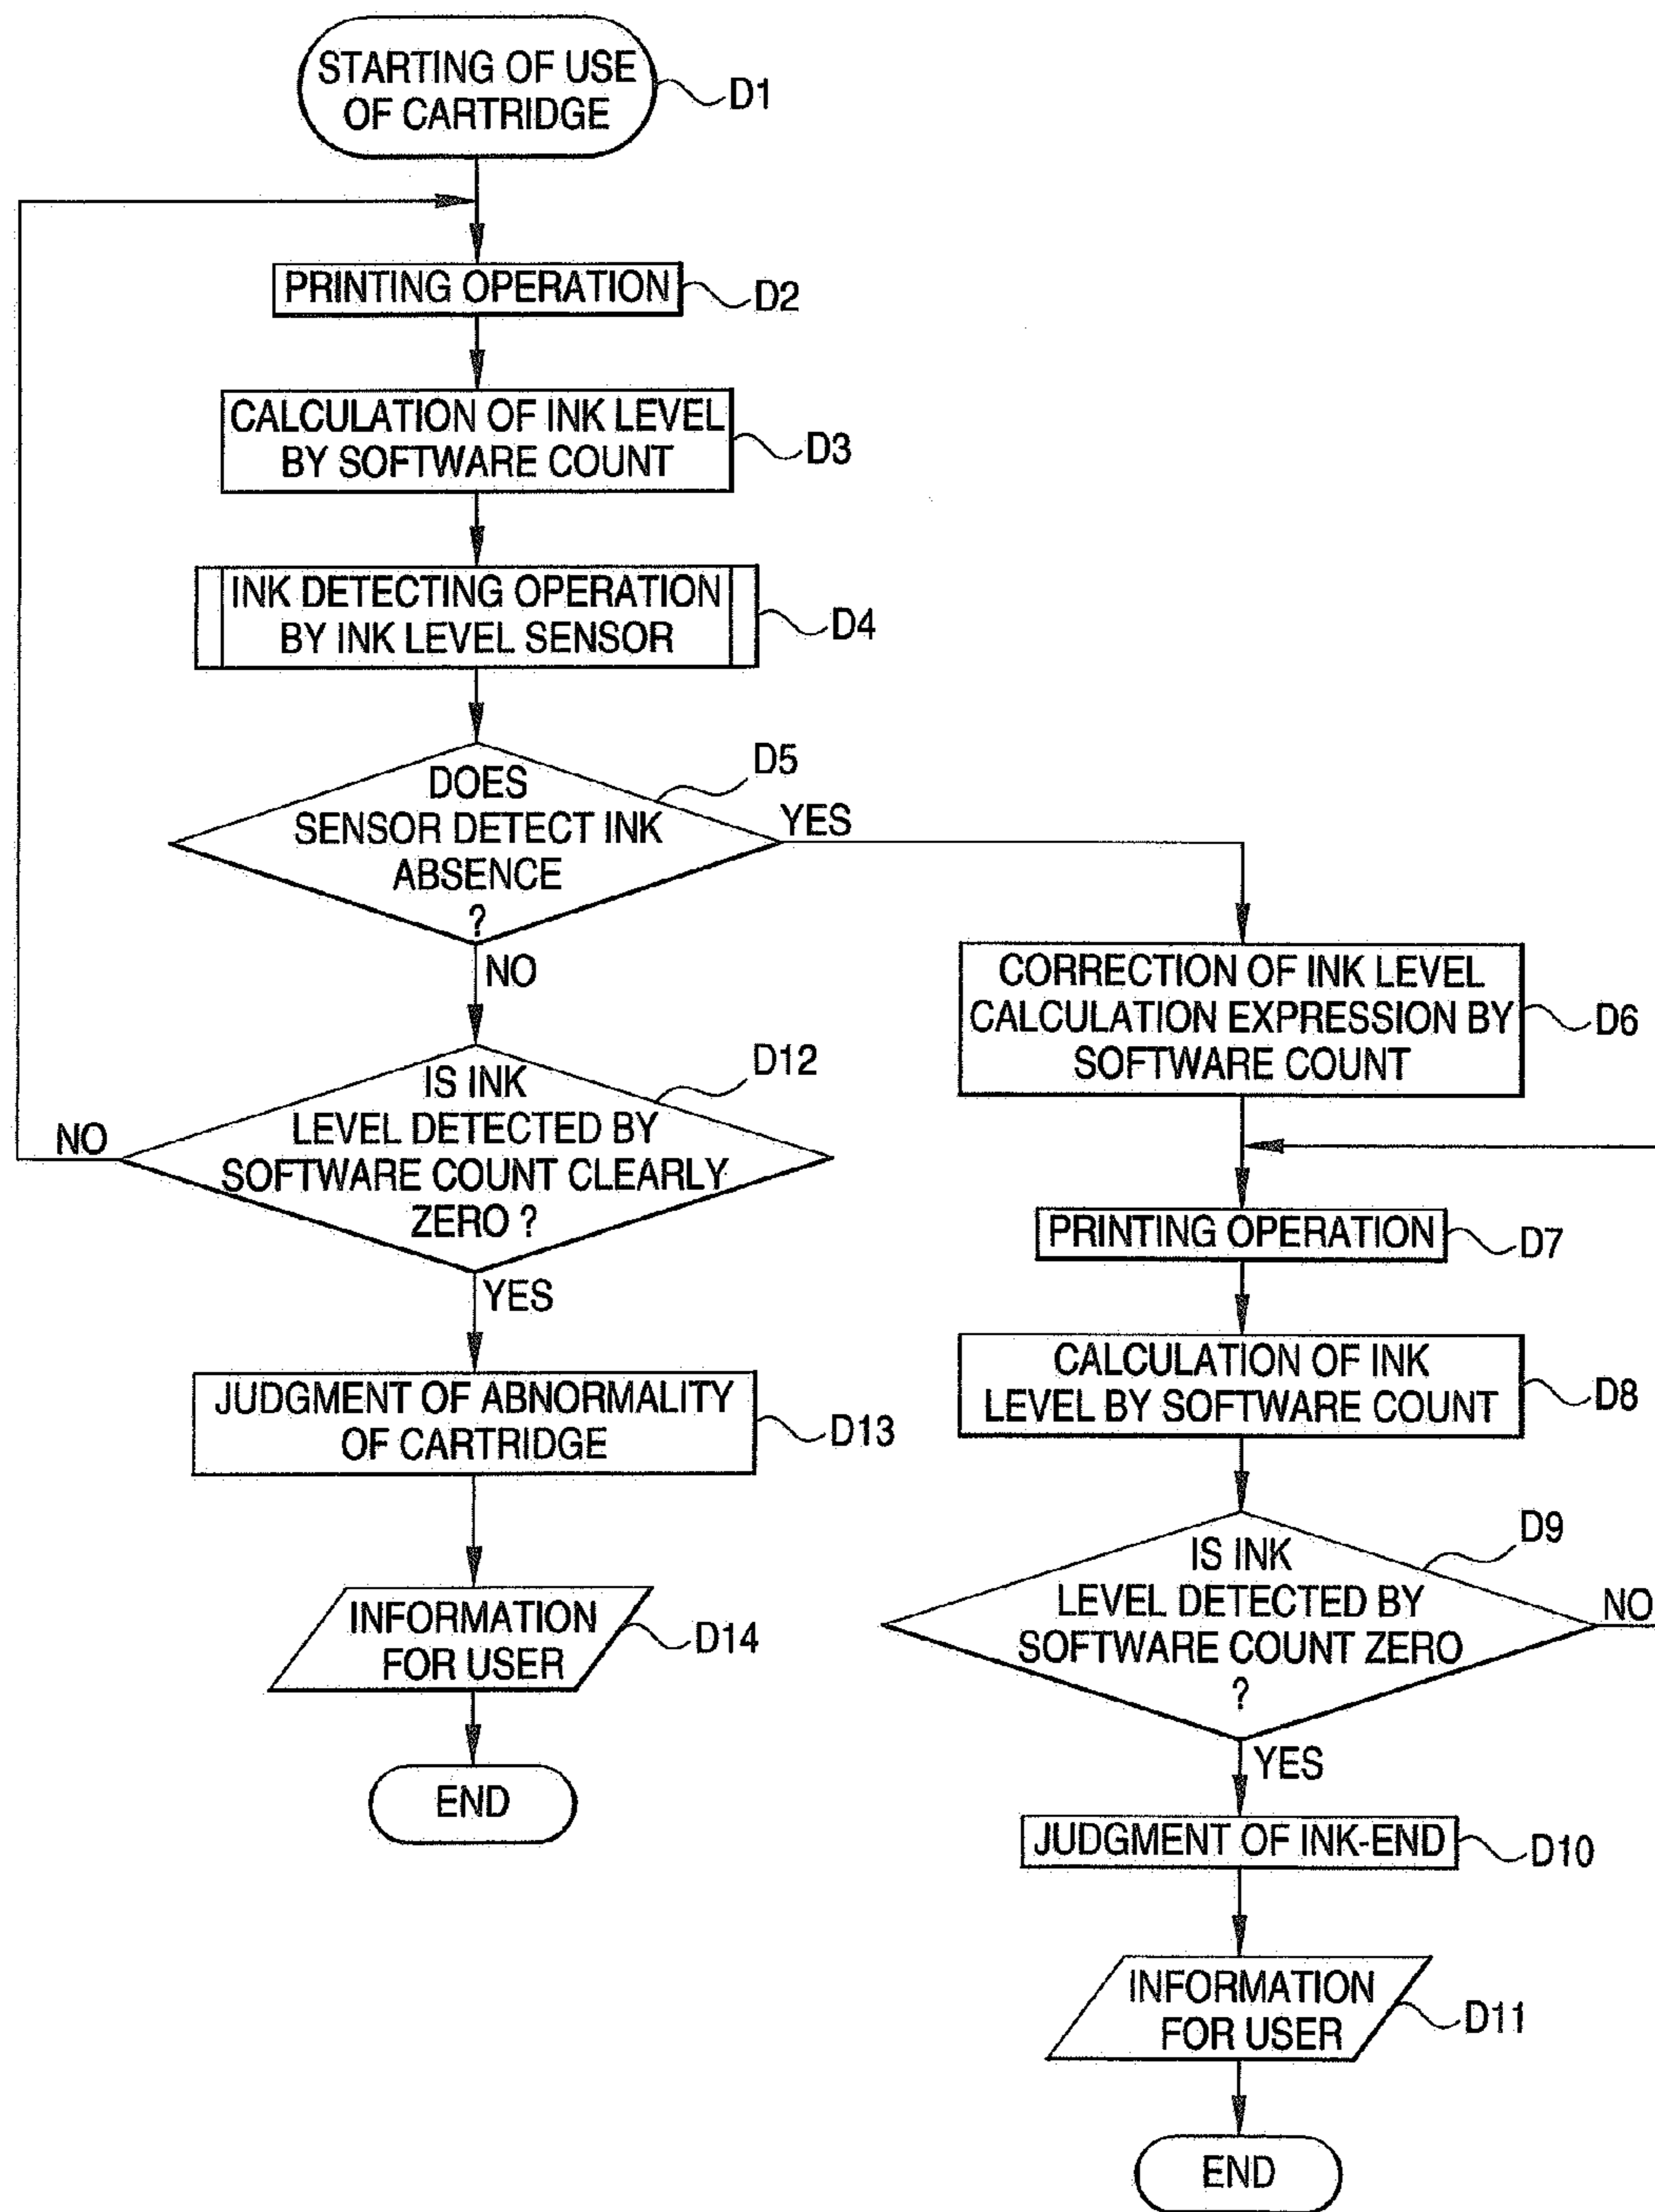 STARTING OF USE
OF CARTRIDGE
D1
PRINTING OPERATION
D2
CALCULATION OF INK LEVEL
BY SOFTWARE COUNT
D3
INK DETECTING OPERATION
BY INK LEVEL SENSOR
D4
DOES
SENSOR DETECT INK
ABSENCE
?
D5
YES
NO
IS INK
LEVEL DETECTED BY
SOFTWARE COUNT CLEARLY
ZERO ?
D12
NO
YES
JUDGMENT OF ABNORMALITY
OF CARTRIDGE
D13
INFORMATION
FOR USER
D14
END
CORRECTION OF INK LEVEL
CALCULATION EXPRESSION BY
SOFTWARE COUNT
D6
PRINTING OPERATION
D7
CALCULATION OF INK
LEVEL BY SOFTWARE COUNT
D8
IS INK
LEVEL DETECTED BY
SOFTWARE COUNT ZERO
?
D9
NO
YES
JUDGMENT OF INK-END
D10
INFORMATION
FOR USER
D11
END